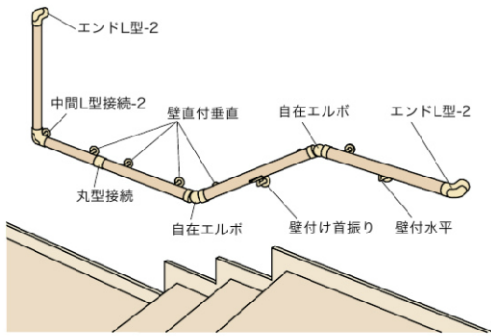 エンドL型-2
中間L型接続-2
壁直付垂直
自在エルボ
エンドL型-2
丸型接続
自在エルボ
壁付け首振り
壁付水平